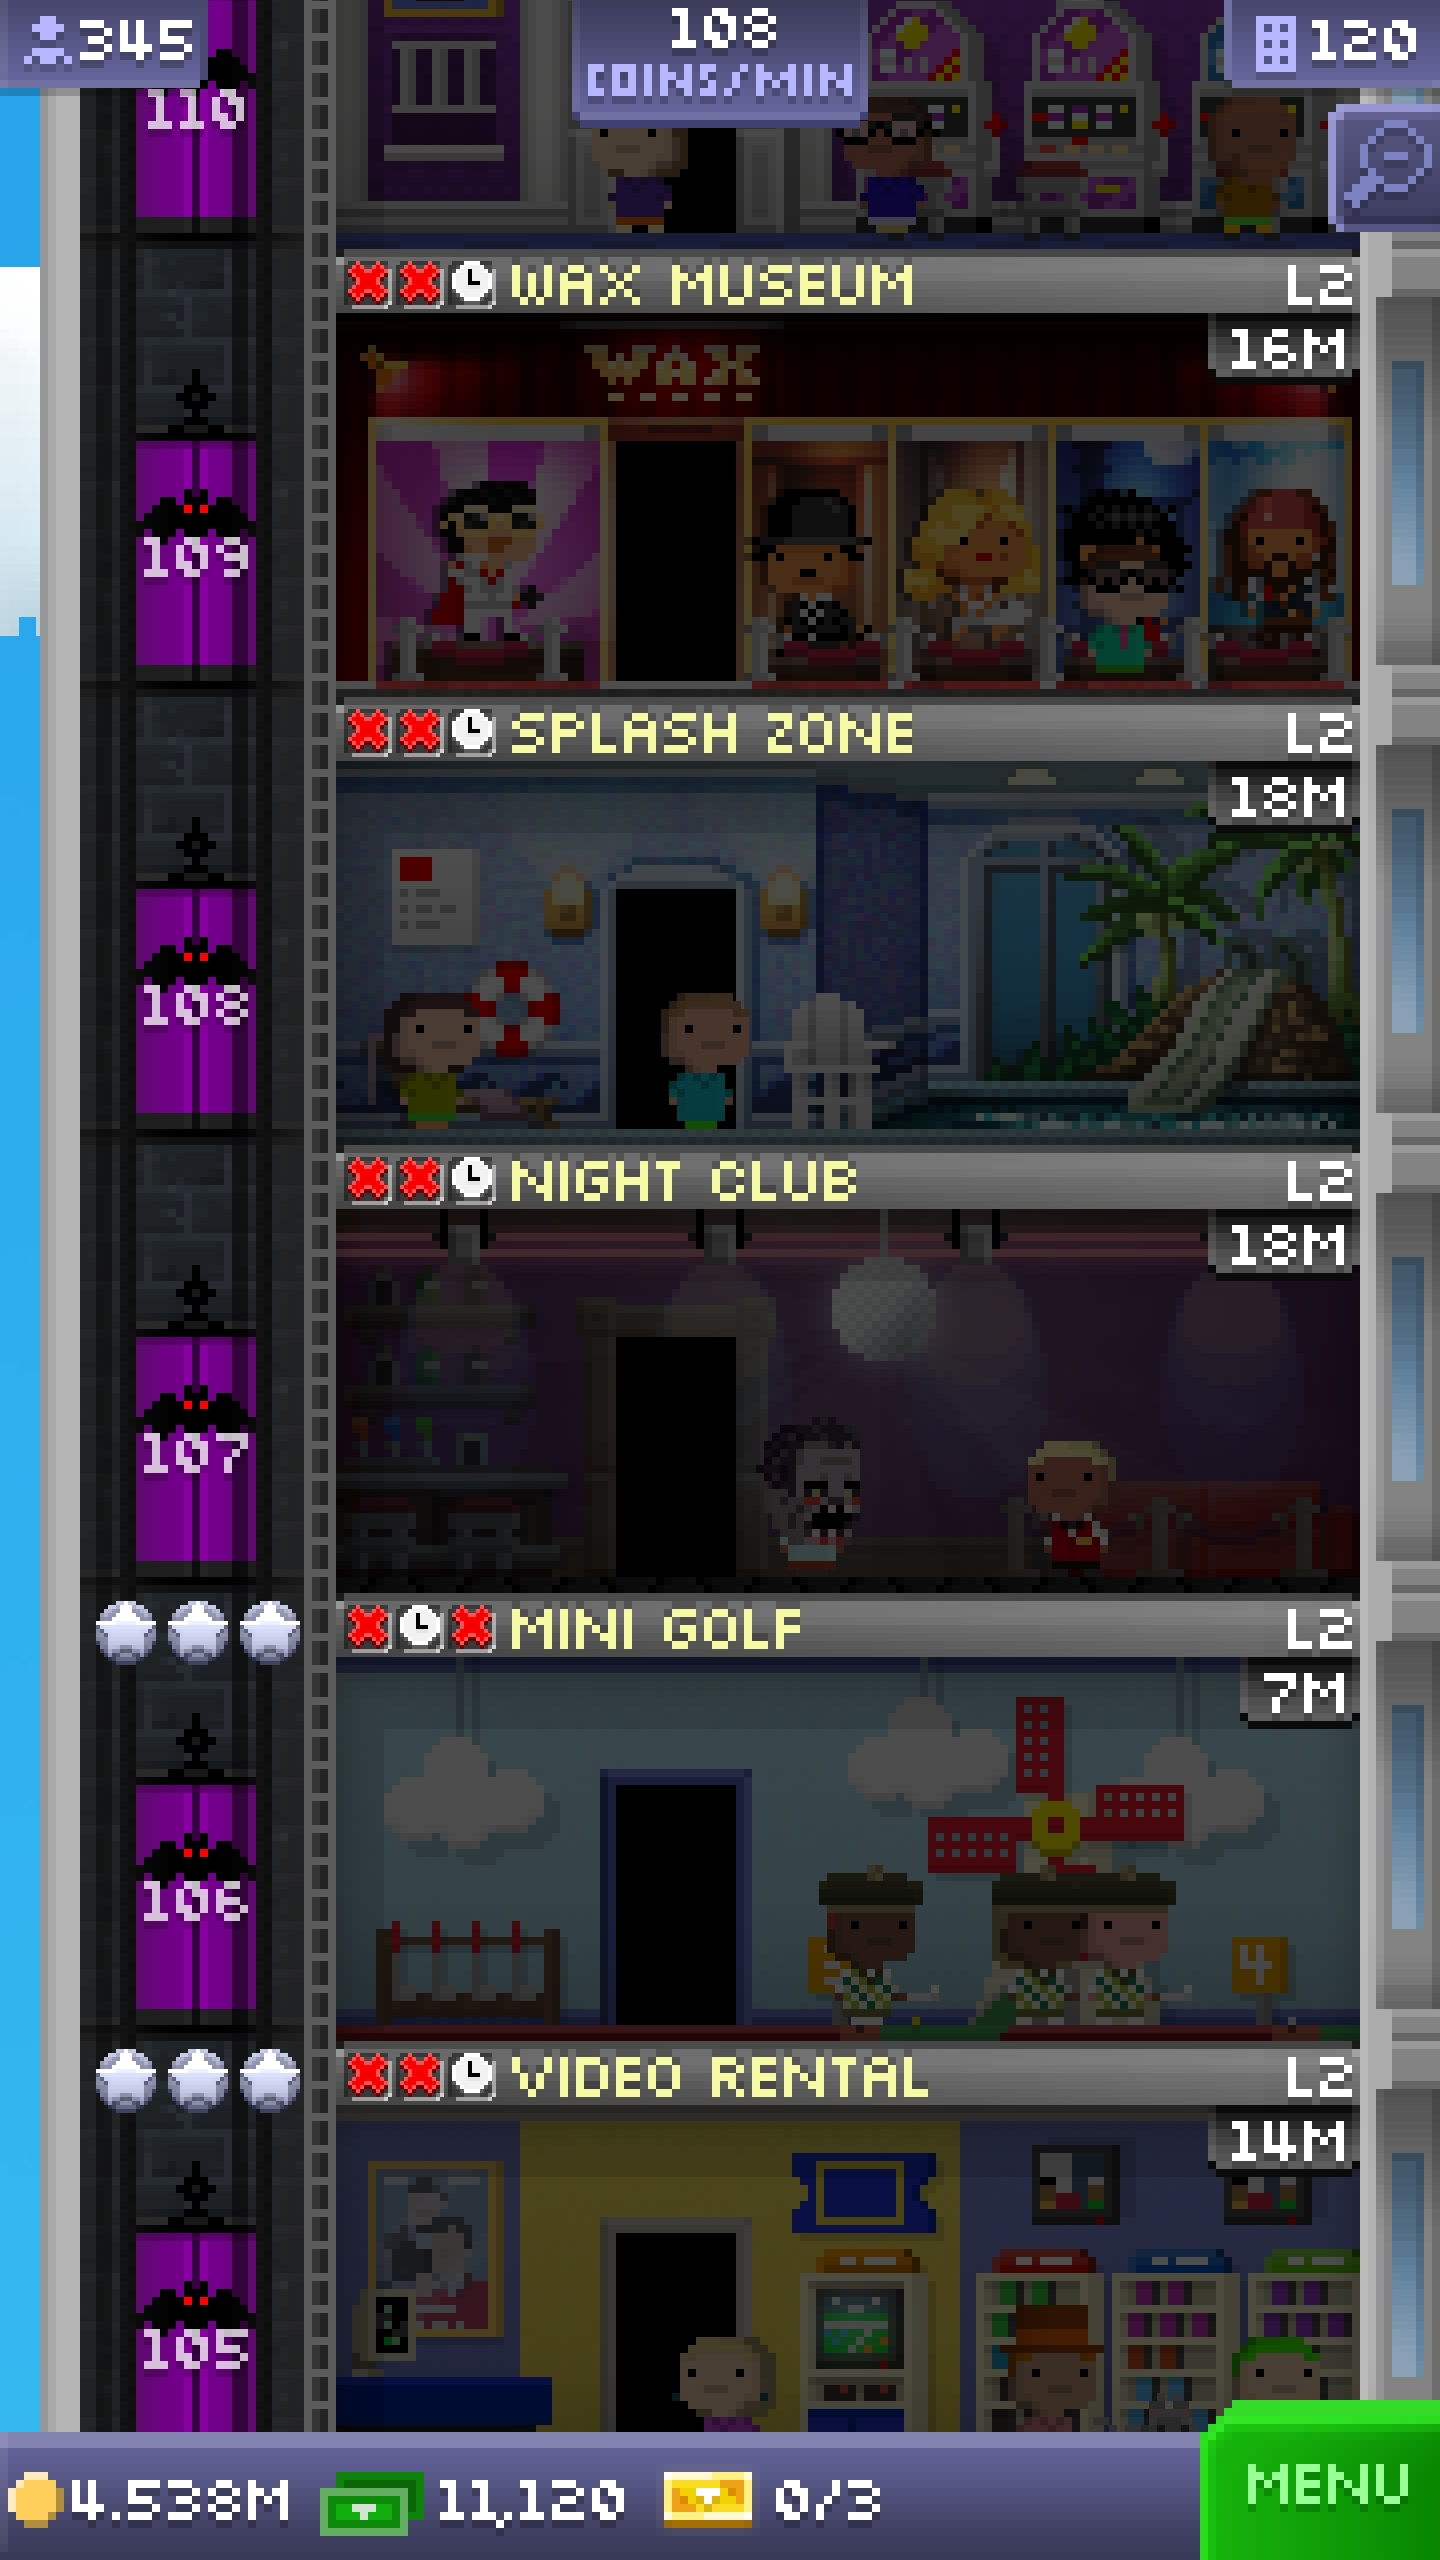 345
108
COINS/MIN
120
110
WAX MUSEUM L2
16M
WAX
109
SPLASH ZONE L2
18M
108
NIGHT CLUB L2
18M
107
MINI GOLF L2
7M
106
4
VIDEO RENTAL L2
14M
105
4.538M 11,120 0/3
MENU